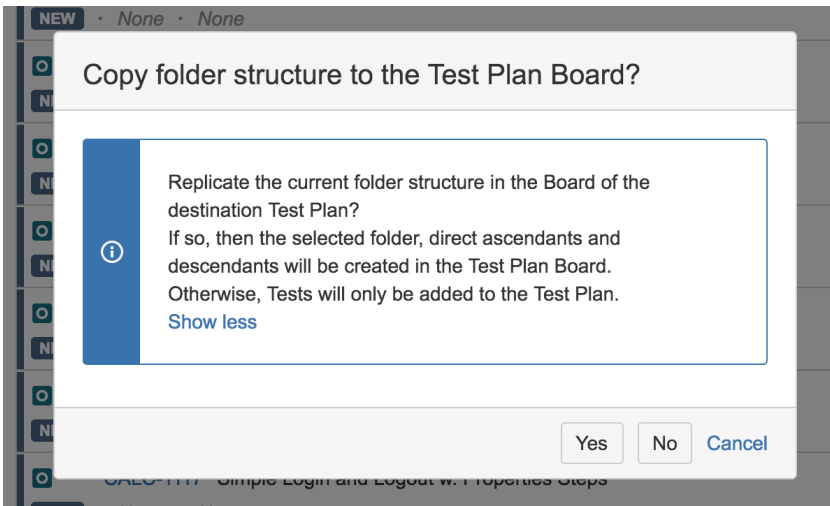 NEW · None · None
Copy folder structure to the Test Plan Board?
Replicate the current folder structure in the Board of the
destination Test Plan?
If so, then the selected folder, direct ascendants and
descendants will be created in the Test Plan Board.
Otherwise, Tests will only be added to the Test Plan.
Show less
Yes No Cancel
CALC-1117 Simple Login and Logout w. Properties Steps